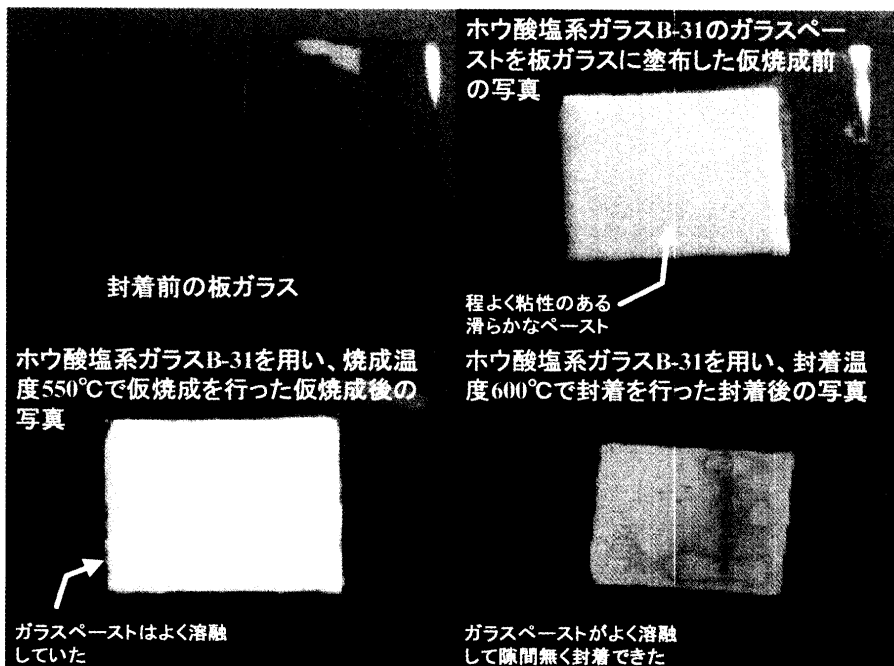 封着前の板ガラス
ホウ酸塩系ガラスB-31のガラスペー
ストを板ガラスに塗布した仮焼成前
の写真
程よく粘性のある
滑らかなペースト
ホウ酸塩系ガラスB-31を用い、焼成温
度550℃で仮焼成を行った仮焼成後の
写真
ガラスペーストはよく溶融
していた
ホウ酸塩系ガラスB-31を用い、封着温
度600℃で封着を行った封着後の写真
ガラスペーストがよく溶融
して隙間無く封着できた